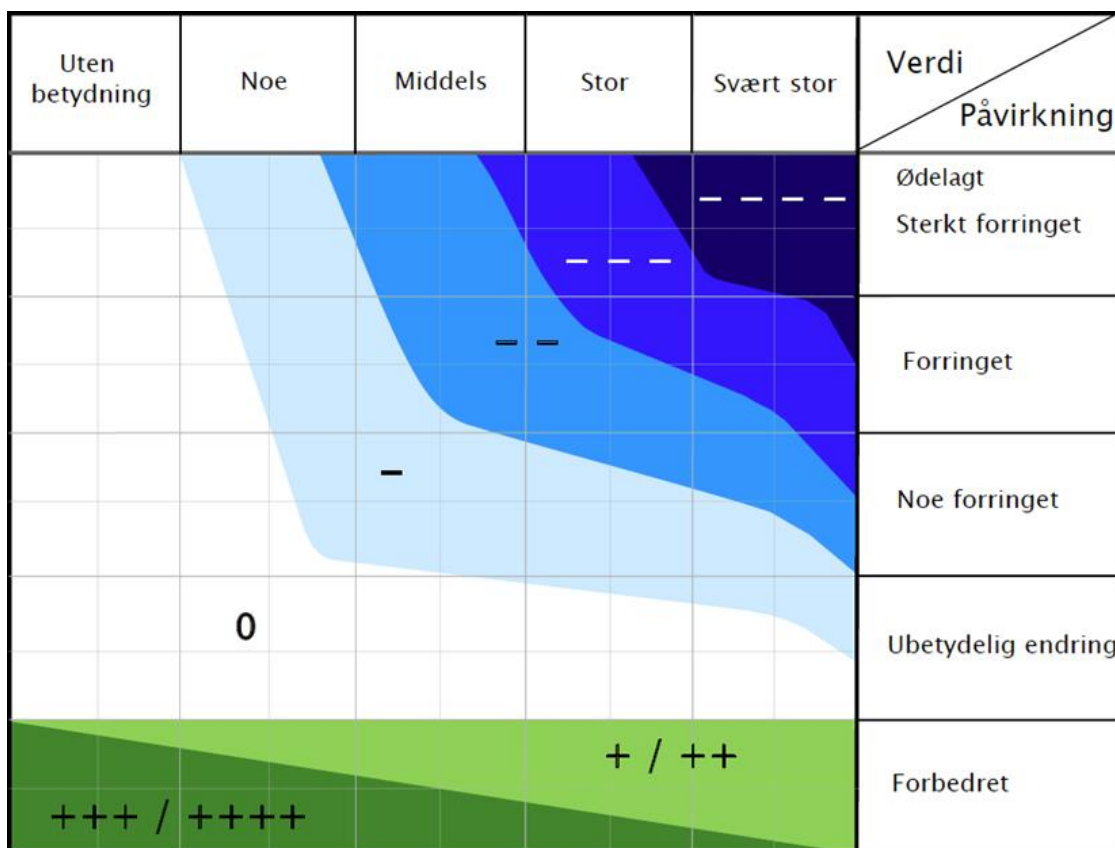 Uten
betydning
Noe
Middels
Stor
Svært stor
Verdi
Påvirkning
Ødelagt
Sterkt forringet
– – – –
– – –
– –
Forringet
–
Noe forringet
0
Ubetydelig endring
+ / ++
Forbedret
+++ / ++++